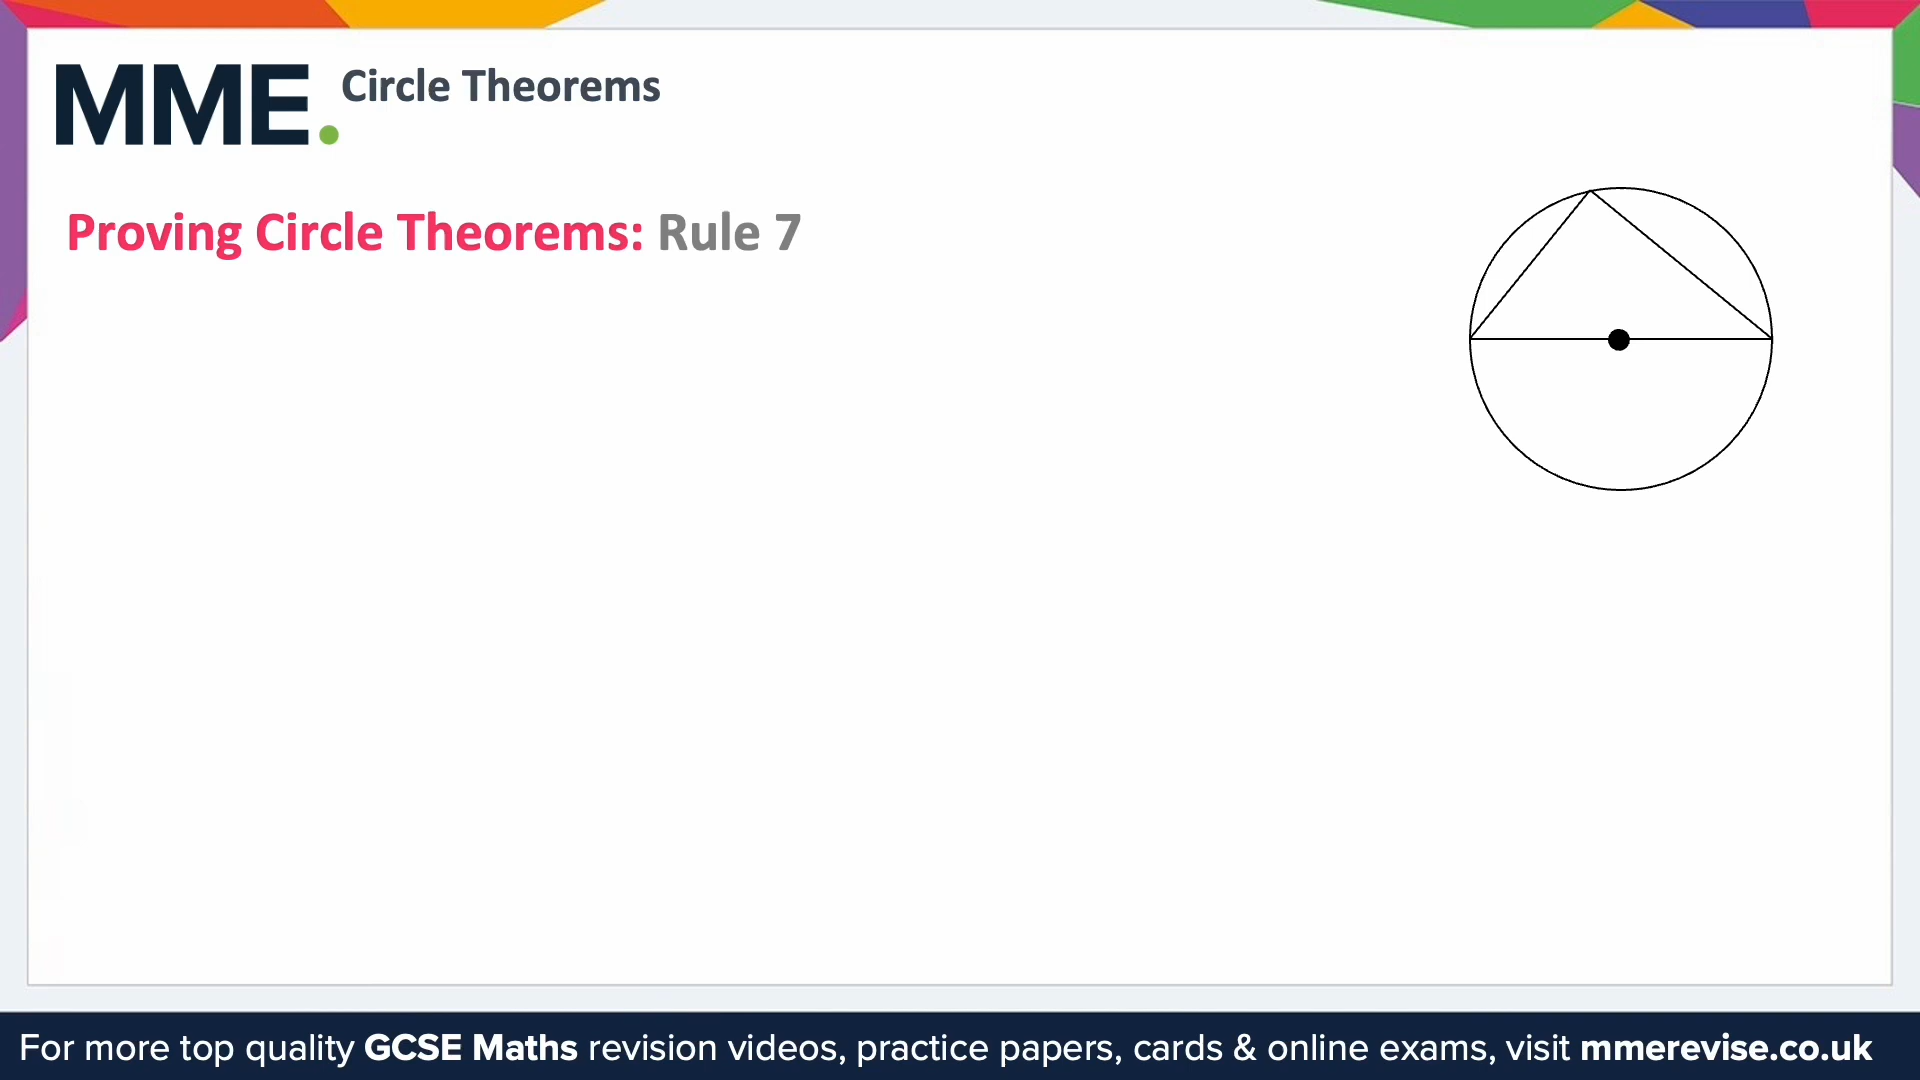 MME. Circle Theorems
Proving Circle Theorems: Rule 7
For more top quality GCSE Maths revision videos, practice papers, cards & online exams, visit mmerevise.co.uk